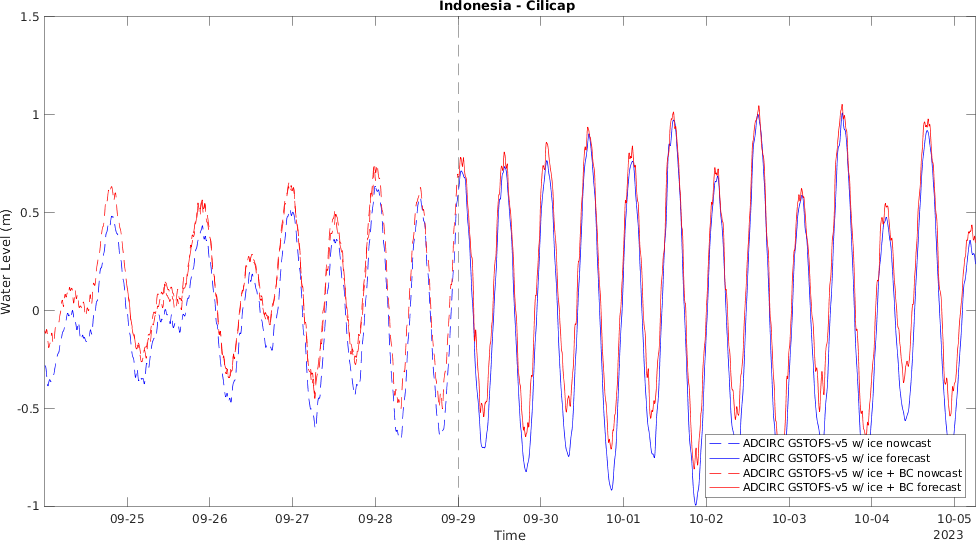 Indonesia - Cilicap
1.5
1
0.5
0
-0.5
-1
Water Level (m)
09-25
09-26
09-27
09-28
09-29
09-30
10-01
10-02
10-03
10-04
10-05
Time
2023
ADCIRC GSTOFS-v5 w/ ice nowcast
ADCIRC GSTOFS-v5 w/ ice forecast
ADCIRC GSTOFS-v5 w/ ice + BC nowcast
ADCIRC GSTOFS-v5 w/ ice + BC forecast